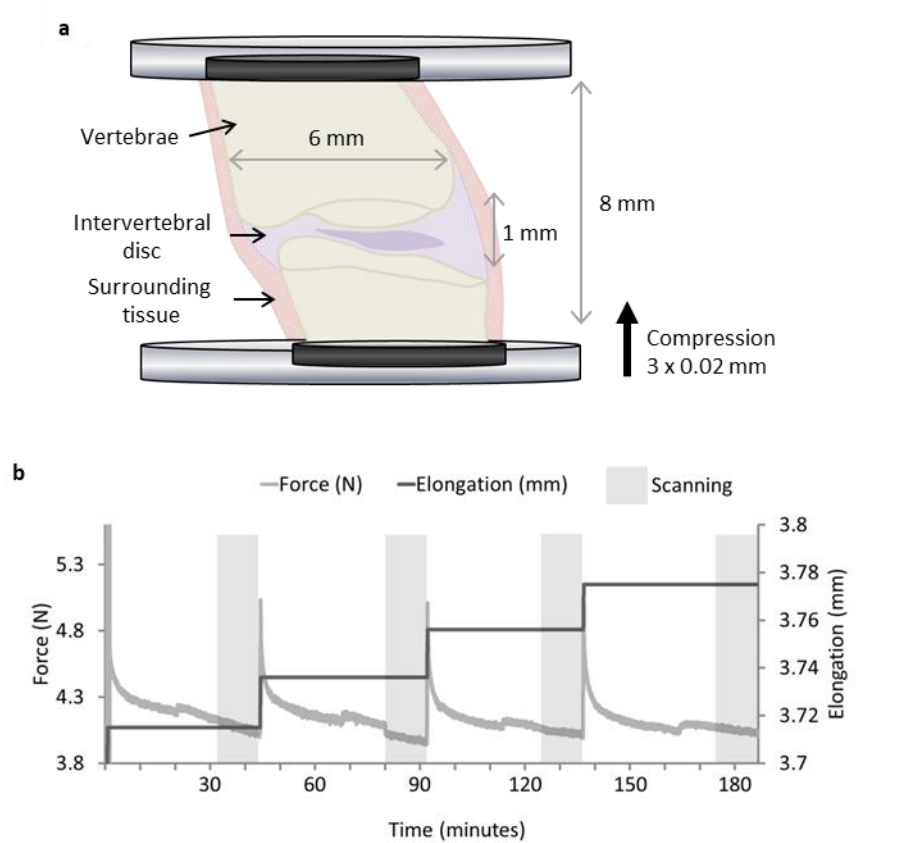 a
Vertebrae
6 mm
Intervertebral
disc
1 mm
8 mm
Surrounding
tissue
Compression
3 x 0.02 mm
b
Force (N)
Elongation (mm)
Scanning
Force (N)
5.3
4.8
4.3
3.8
3.8
3.78
3.76
3.74
3.72
3.7
Elongation (mm)
30 60 90 120 150 180
Time (minutes)